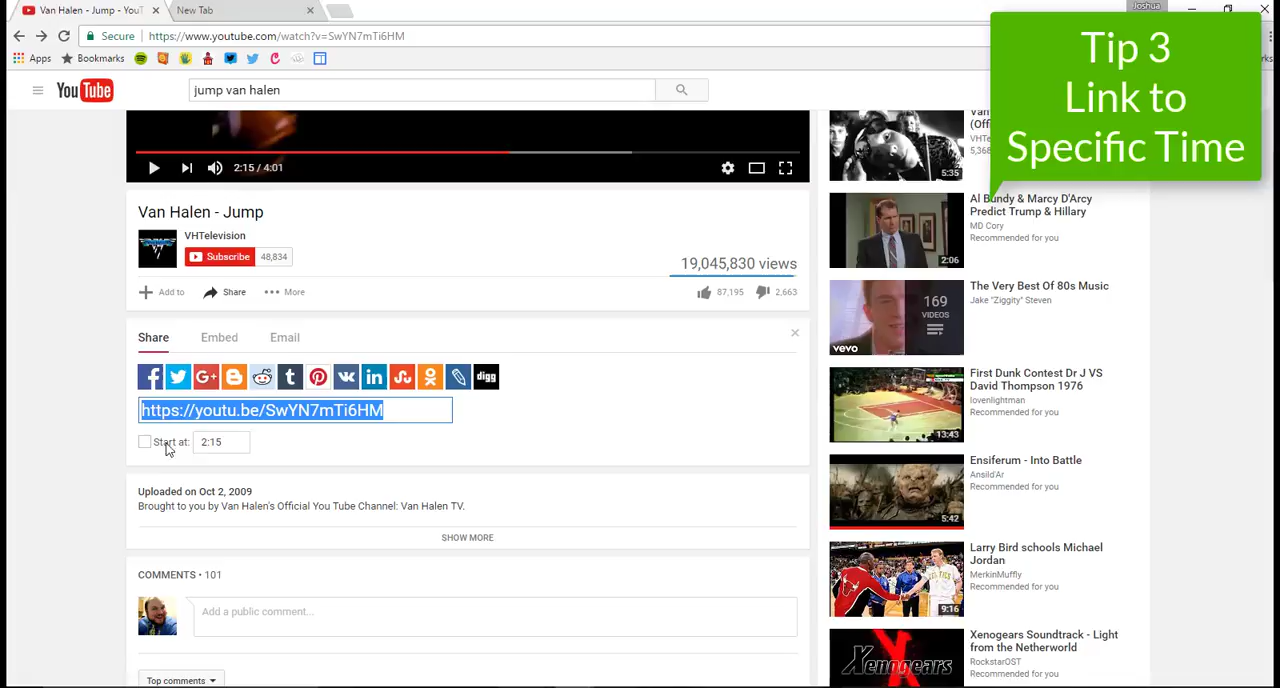 Van Halen - Jump - YouT
New Tab
Joshua
Secure
https://www.youtube.com/watch?v=SwYN7mTi6HM
Apps
Bookmarks
YouTube
jump van halen
Tip 3
Link to
Specific Time
2:15 / 4:01
Van Halen - Jump
VHTelevision
Subscribe
48,834
19,045,830 views
Add to
Share
More
87,195
2,663
Share
Embed
Email
digg
https://youtu.be/SwYN7mTi6HM
Start at:
2:15
Uploaded on Oct 2, 2009
Brought to you by Van Halen's Official You Tube Channel: Van Halen TV.
SHOW MORE
COMMENTS • 101
Add a public comment...
Top comments
5:35
Al Bundy & Marcy D'Arcy
Predict Trump & Hillary
MD Cory
Recommended for you
2:06
The Very Best Of 80s Music
Jake "Ziggity" Steven
169
VIDEOS
vevo
First Dunk Contest Dr J VS
David Thompson 1976
lovenlightman
Recommended for you
13:43
Ensiferum - Into Battle
Ansild'Ar
Recommended for you
5:42
Larry Bird schools Michael
Jordan
MerkinMuffly
Recommended for you
9:16
Xenogears Soundtrack - Light
from the Netherworld
RockstarOST
Recommended for you
Xenogears